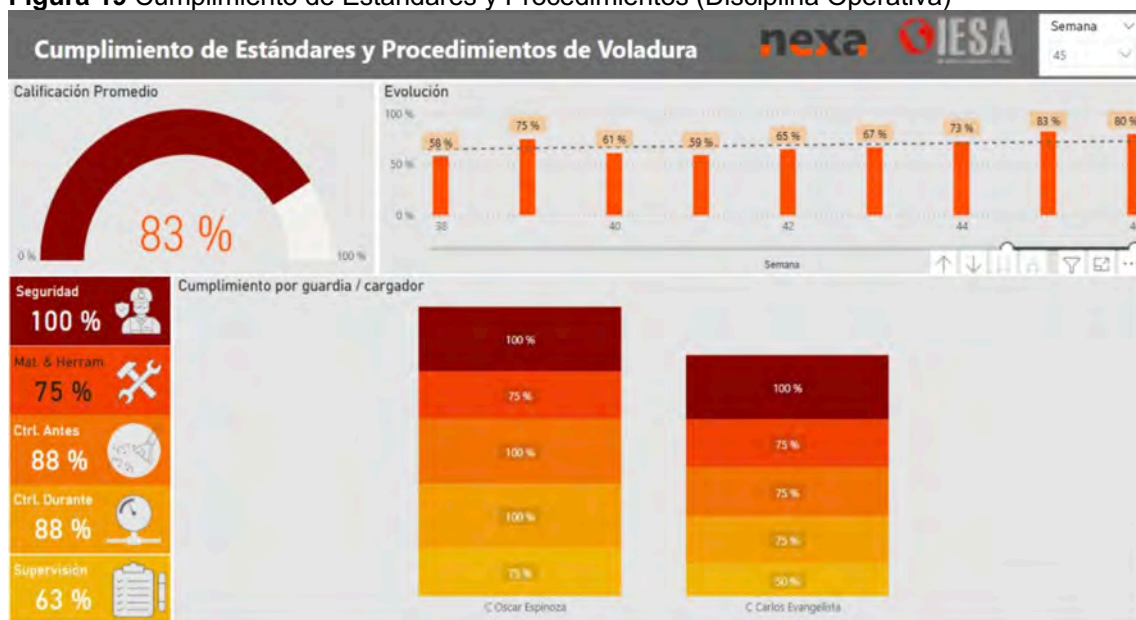 Figura 19 Cumplimiento de Estándares y Procedimientos (Disciplina Operativa)
Cumplimiento de Estándares y Procedimientos de Voladura
nexa
IESA
Semana
45
Calificación Promedio
83 %
0 %
100 %
Evolución
100 %
50 %
0 %
58 %
75 %
61 %
59 %
65 %
67 %
73 %
83 %
80 %
38
40
42
44
Semana
Seguridad
100 %
Mat. & Herram
75 %
Ctrl. Antes
88 %
Ctrl. Durante
88 %
Supervisión
63 %
Cumplimiento por guardia / cargador
100 %
75 %
100 %
100 %
75 %
C Oscar Espinoza
100 %
75 %
75 %
75 %
50 %
C Carlos Evangelista